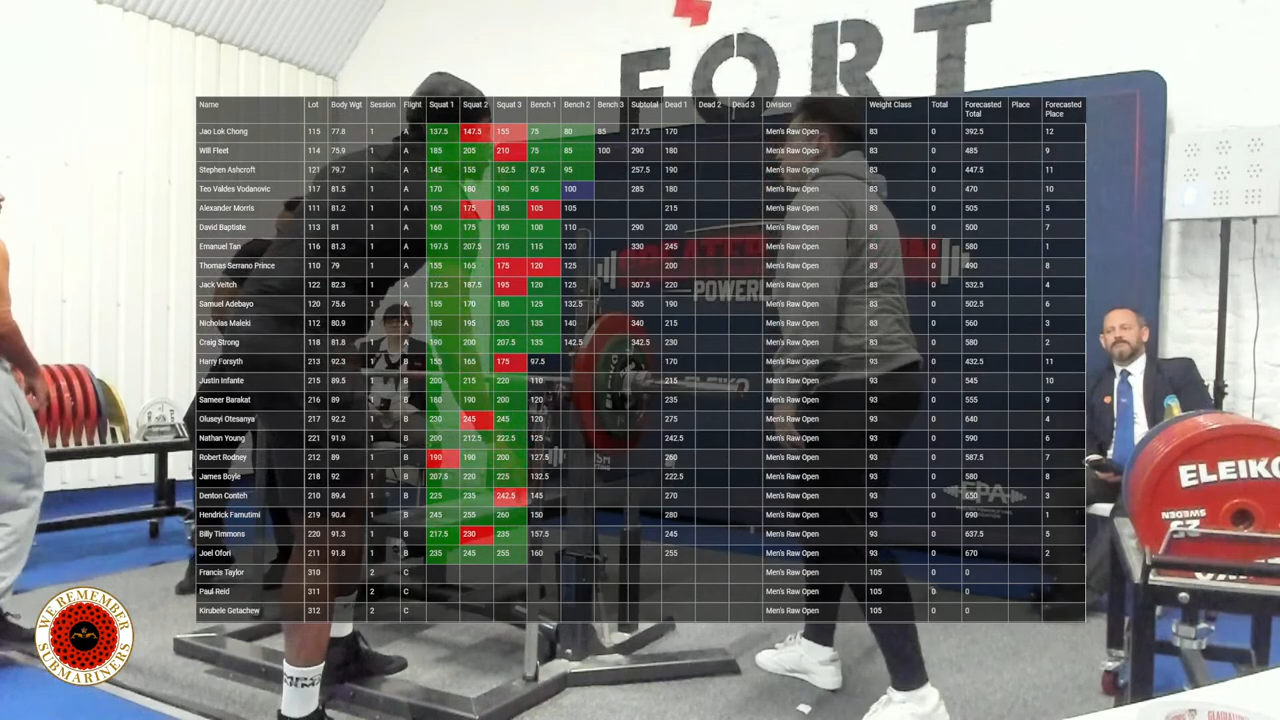 FORT
Name Lot Body Wgt Session Flight Squat 1 Squat 2 Squat 3 Bench 1 Bench 2 Bench 3 Subtotal Dead 1 Dead 2 Dead 3 Division Weight Class Total Forecasted Total Place Forecasted Place
Jao Lok Chong 115 77.8 1 A 137.5 147.5 155 75 80 85 217.5 170 Men's Raw Open 83 0 392.5 12
Will Fleet 114 75.9 1 A 185 205 210 75 85 100 290 180 Men's Raw Open 83 0 485 9
Stephen Ashcroft 121 79.7 1 A 145 155 162.5 87.5 95 257.5 190 Men's Raw Open 83 0 447.5 11
Teo Valdes Vodanovic 117 81.5 1 A 170 180 190 95 100 285 180 Men's Raw Open 83 0 470 10
Alexander Morris 111 81.2 1 A 165 175 185 105 105 215 Men's Raw Open 83 0 505 5
David Baptiste 113 81 1 A 160 175 190 100 110 290 200 Men's Raw Open 83 0 500 7
Emanuel Tan 116 81.3 1 A 197.5 207.5 215 115 120 330 245 Men's Raw Open 83 0 580 1
Thomas Serrano Prince 110 79 1 A 155 165 175 120 125 200 Men's Raw Open 83 0 490 8
Jack Veitch 122 82.3 1 A 172.5 187.5 195 120 125 307.5 220 Men's Raw Open 83 0 532.5 4
Samuel Adebayo 120 75.6 1 A 155 170 180 125 132.5 305 190 Men's Raw Open 83 0 502.5 6
Nicholas Maleki 112 80.9 1 A 185 195 205 135 140 340 215 Men's Raw Open 83 0 560 3
Craig Strong 118 81.8 1 A 190 200 207.5 135 142.5 342.5 230 Men's Raw Open 83 0 580 2
Harry Forsyth 213 92.3 1 B 155 165 175 97.5 170 Men's Raw Open 93 0 432.5 11
Justin Infante 215 89.5 1 B 200 215 220 110 215 Men's Raw Open 93 0 545 10
Sameer Barakat 216 89 1 B 180 190 200 120 235 Men's Raw Open 93 0 555 9
Oluseyi Otesanya 217 92.2 1 B 230 245 245 120 275 Men's Raw Open 93 0 640 4
Nathan Young 221 91.9 1 B 200 212.5 222.5 125 242.5 Men's Raw Open 93 0 590 6
Robert Rodney 212 89 1 B 190 190 200 127.5 260 Men's Raw Open 93 0 587.5 7
James Boyle 218 92 1 B 207.5 220 225 132.5 222.5 Men's Raw Open 93 0 580 8
Denton Conteh 210 89.4 1 B 225 235 242.5 145 270 Men's Raw Open 93 0 650 3
Hendrick Famutimi 219 90.4 1 B 245 255 260 150 280 Men's Raw Open 93 0 690 1
Billy Timmons 220 91.3 1 B 217.5 230 235 157.5 245 Men's Raw Open 93 0 637.5 5
Joel Ofori 211 91.8 1 B 235 245 255 160 255 Men's Raw Open 93 0 670 2
Francis Taylor 310 2 C Men's Raw Open 105 0 0
Paul Reid 311 2 C Men's Raw Open 105 0 0
Kirubele Getachew 312 2 C Men's Raw Open 105 0 0
ELEIKO
EPA
ELEIKO
SWEDEN
25
WE REMEMBER
SUBMARINERS